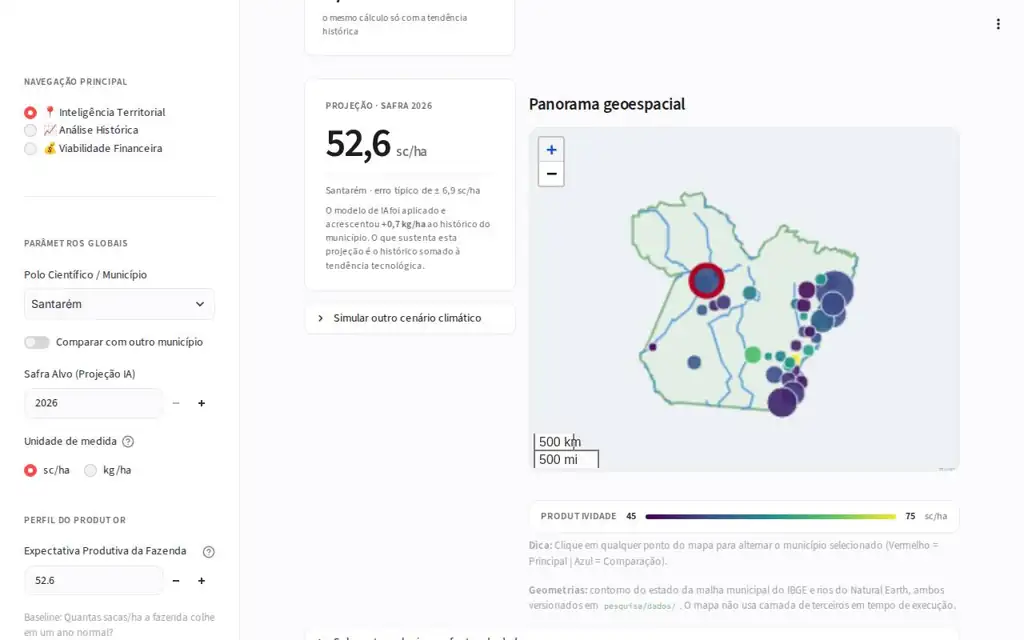 NAVEGAÇÃO PRINCIPAL
Inteligência Territorial
Análise Histórica
Viabilidade Financeira
PARÂMETROS GLOBAIS
Polo Científico / Município
Santarém
Comparar com outro município
Safra Alvo (Projeção IA)
2026
− +
Unidade de medida ?
sc/ha kg/ha
PERFIL DO PRODUTOR
Expectativa Produtiva da Fazenda ?
52.6
− +
Baseline: Quantas sacas/ha a fazenda colhe
em um ano normal?
o mesmo cálculo só com a tendência
histórica
PROJEÇÃO · SAFRA 2026
52,6 sc/ha
Santarém · erro típico de ± 6,9 sc/ha
O modelo de IA foi aplicado e
acrescentou +0,7 kg/ha ao histórico do
município. O que sustenta esta
projeção é o histórico somado à
tendência tecnológica.
Simular outro cenário climático
Panorama geoespacial
+
−
500 km
500 mi
PRODUTIVIDADE 45 75 sc/ha
Dica: Clique em qualquer ponto do mapa para alternar o município selecionado (Vermelho =
Principal | Azul = Comparação).
Geometrias: contorno do estado da malha municipal do IBGE e rios do Natural Earth, ambos
versionados em pesquisa/dados/ . O mapa não usa camada de terceiros em tempo de execução.